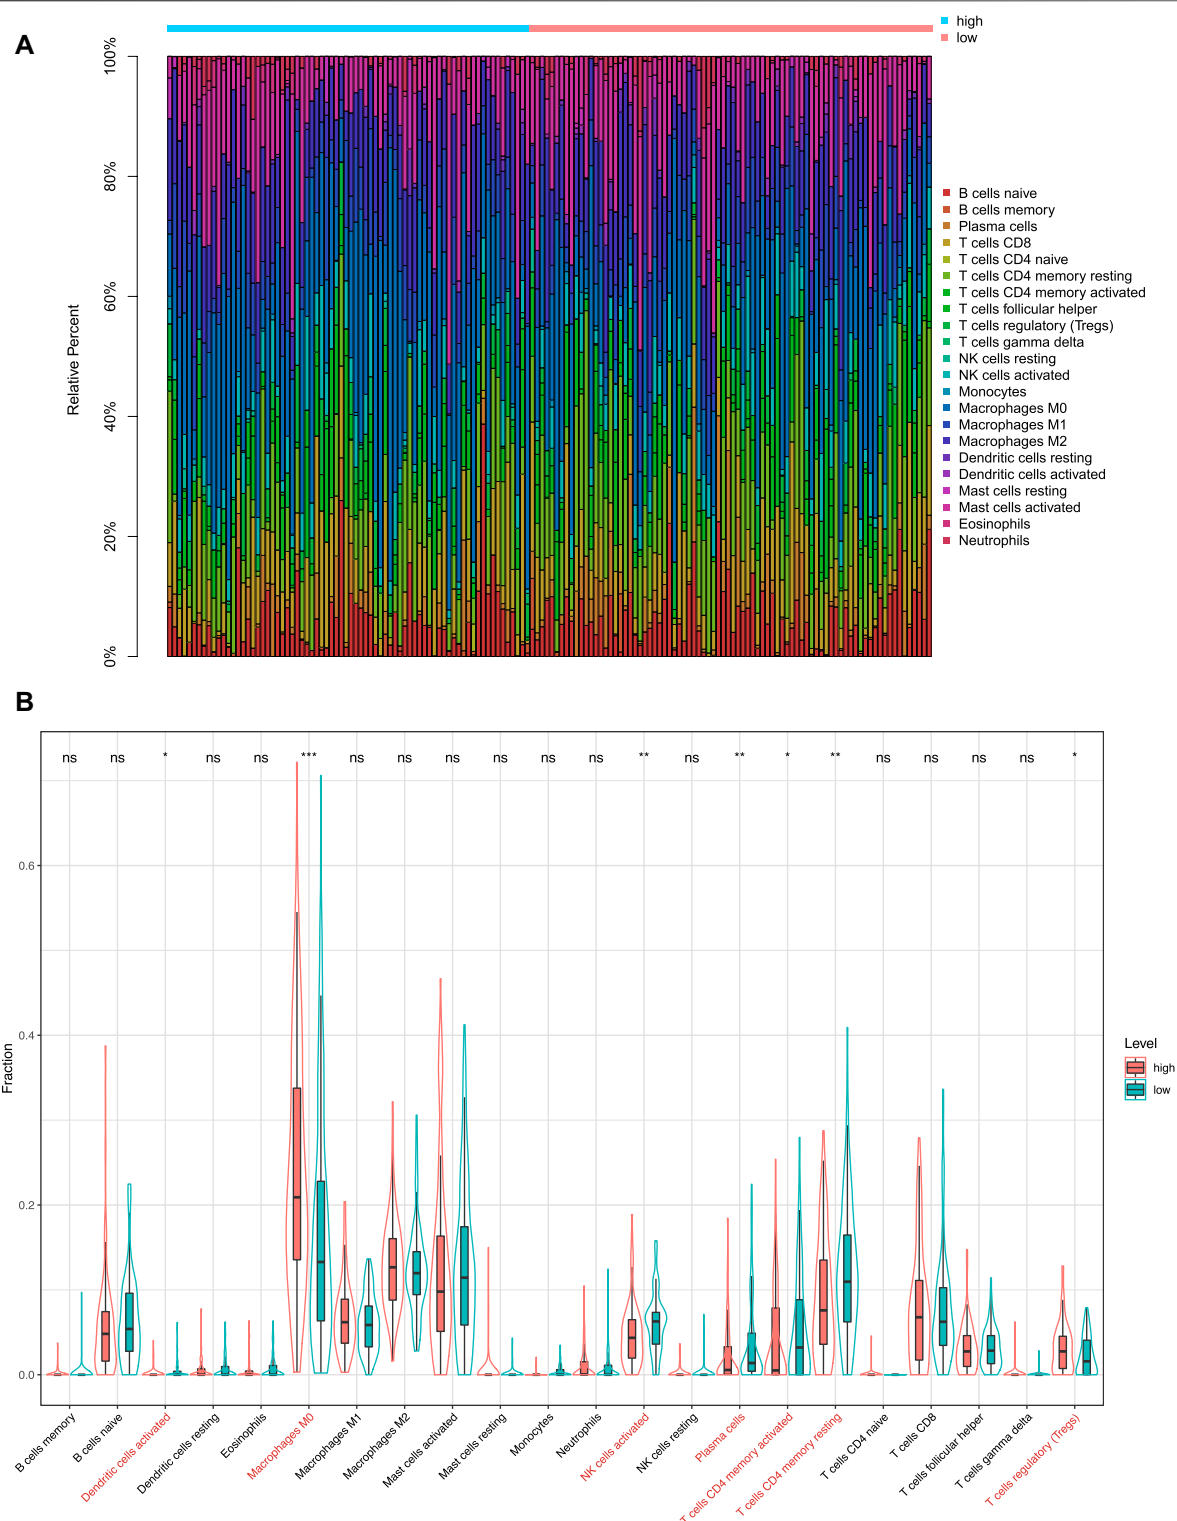 high
low
A
100%
80%
60%
40%
20%
0%
Relative Percent
B cells naive
B cells memory
Plasma cells
T cells CD8
T cells CD4 naive
T cells CD4 memory resting
T cells CD4 memory activated
T cells follicular helper
T cells regulatory (Tregs)
T cells gamma delta
NK cells resting
NK cells activated
Monocytes
Macrophages M0
Macrophages M1
Macrophages M2
Dendritic cells resting
Dendritic cells activated
Mast cells resting
Mast cells activated
Eosinophils
Neutrophils
B
ns ns * ns ns *** ns ns ns ns ns ns ** ns ** * ** ns ns ns ns *
0.6
0.4
0.2
0.0
Fraction
Level
high
low
B cells memory
B cells naive
Dendritic cells activated
Dendritic cells resting
Eosinophils
Macrophages M0
Macrophages M1
Macrophages M2
Mast cells activated
Mast cells resting
Monocytes
Neutrophils
NK cells activated
NK cells resting
Plasma cells
T cells CD4 memory activated
T cells CD4 memory resting
T cells CD4 naive
T cells CD8
T cells follicular helper
T cells gamma delta
T cells regulatory (Tregs)